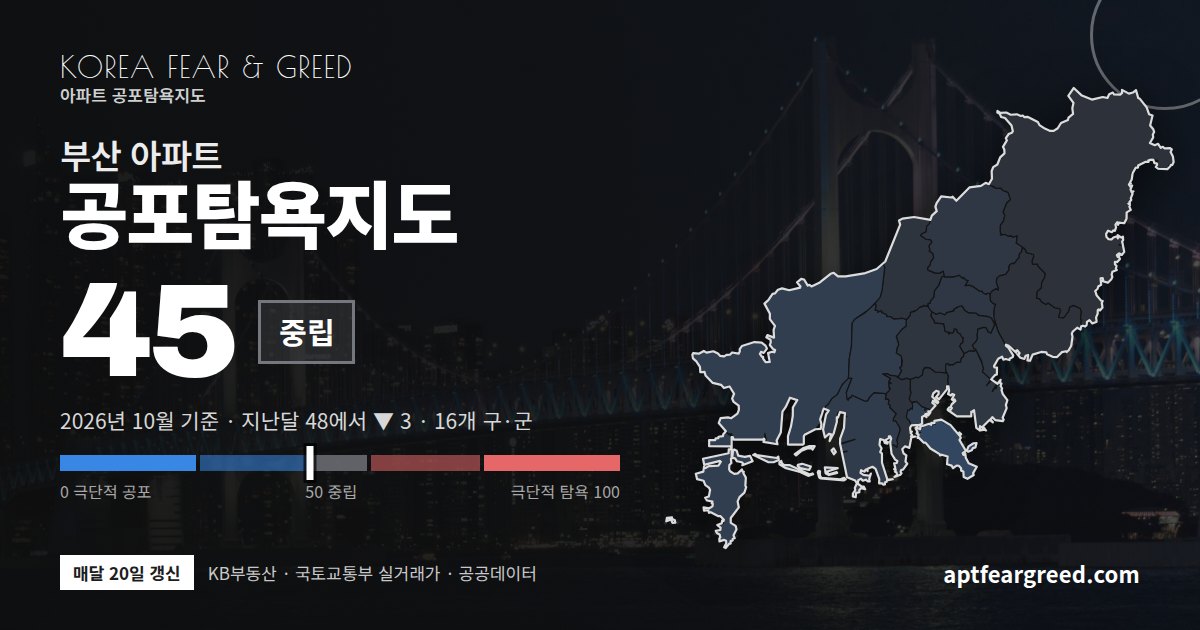 KOREA FEAR & GREED
아파트 공포탐욕지도
부산 아파트
공포탐욕지도
45 중립
2026년 10월 기준 · 지난달 48에서 ▼ 3 · 16개 구·군
0 극단적 공포 50 중립 극단적 탐욕 100
매달 20일 갱신 KB부동산 · 국토교통부 실거래가 · 공공데이터
aptfeargreed.com